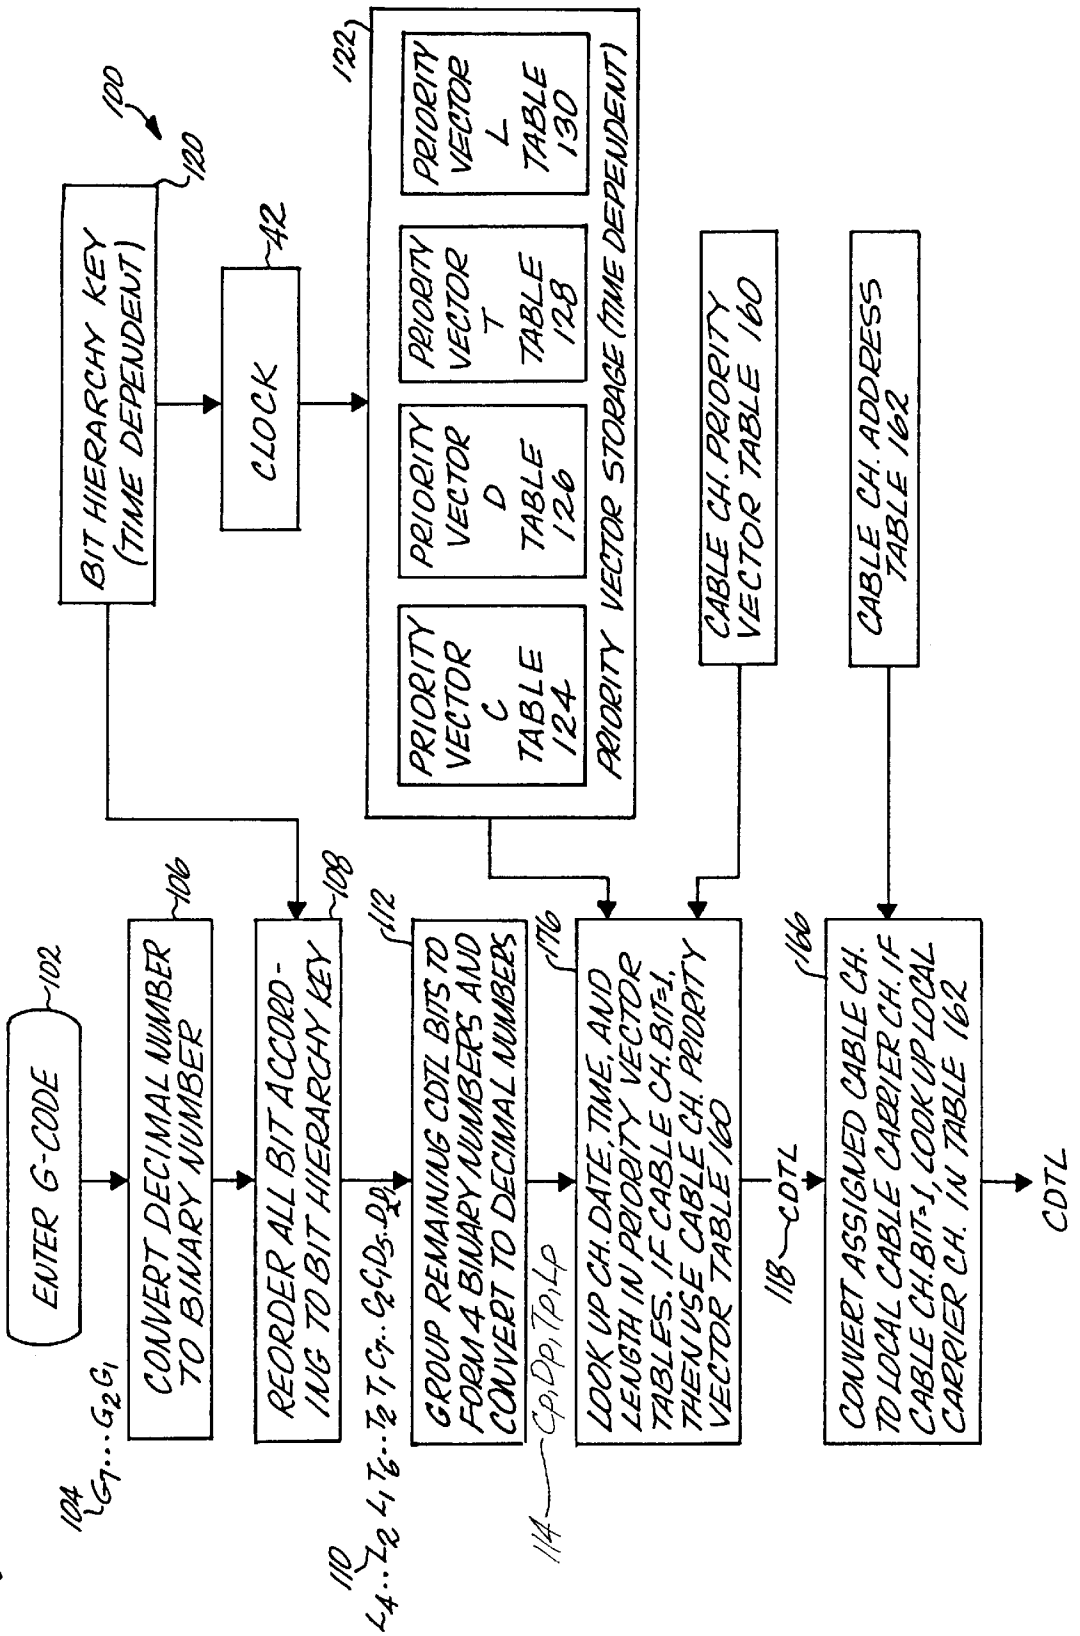 100
ENTER G-CODE
102
104
G7...G2G1
CONVERT DECIMAL NUMBER
TO BINARY NUMBER
106
BIT HIERARCHY KEY
(TIME DEPENDENT)
120
REORDER ALL BIT ACCORD-
ING TO BIT HIERARCHY KEY
108
CLOCK
42
110
L4..L2 L1 T6...T2 T1 C7..C2C1D5..D2D1
GROUP REMAINING CDTL BITS TO
FORM 4 BINARY NUMBERS AND
CONVERT TO DECIMAL NUMBERS
112
122
PRIORITY
VECTOR
C
TABLE
124
PRIORITY
VECTOR
D
TABLE
126
PRIORITY
VECTOR
T
TABLE
128
PRIORITY
VECTOR
L
TABLE
130
PRIORITY VECTOR STORAGE (TIME DEPENDENT)
114
Cp,Dp,Tp,Lp
LOOK UP CH. DATE, TIME, AND
LENGTH IN PRIORITY VECTOR
TABLES. IF CABLE CH. BIT=1,
THEN USE CABLE CH. PRIORITY
VECTOR TABLE 160
176
CABLE CH. PRIORITY
VECTOR TABLE 160
118
CDTL
CONVERT ASSIGNED CABLE CH.
TO LOCAL CABLE CARRIER CH. IF
CABLE CH. BIT=1, LOOK UP LOCAL
CARRIER CH. IN TABLE 162
166
CABLE CH. ADDRESS
TABLE 162
CDTL